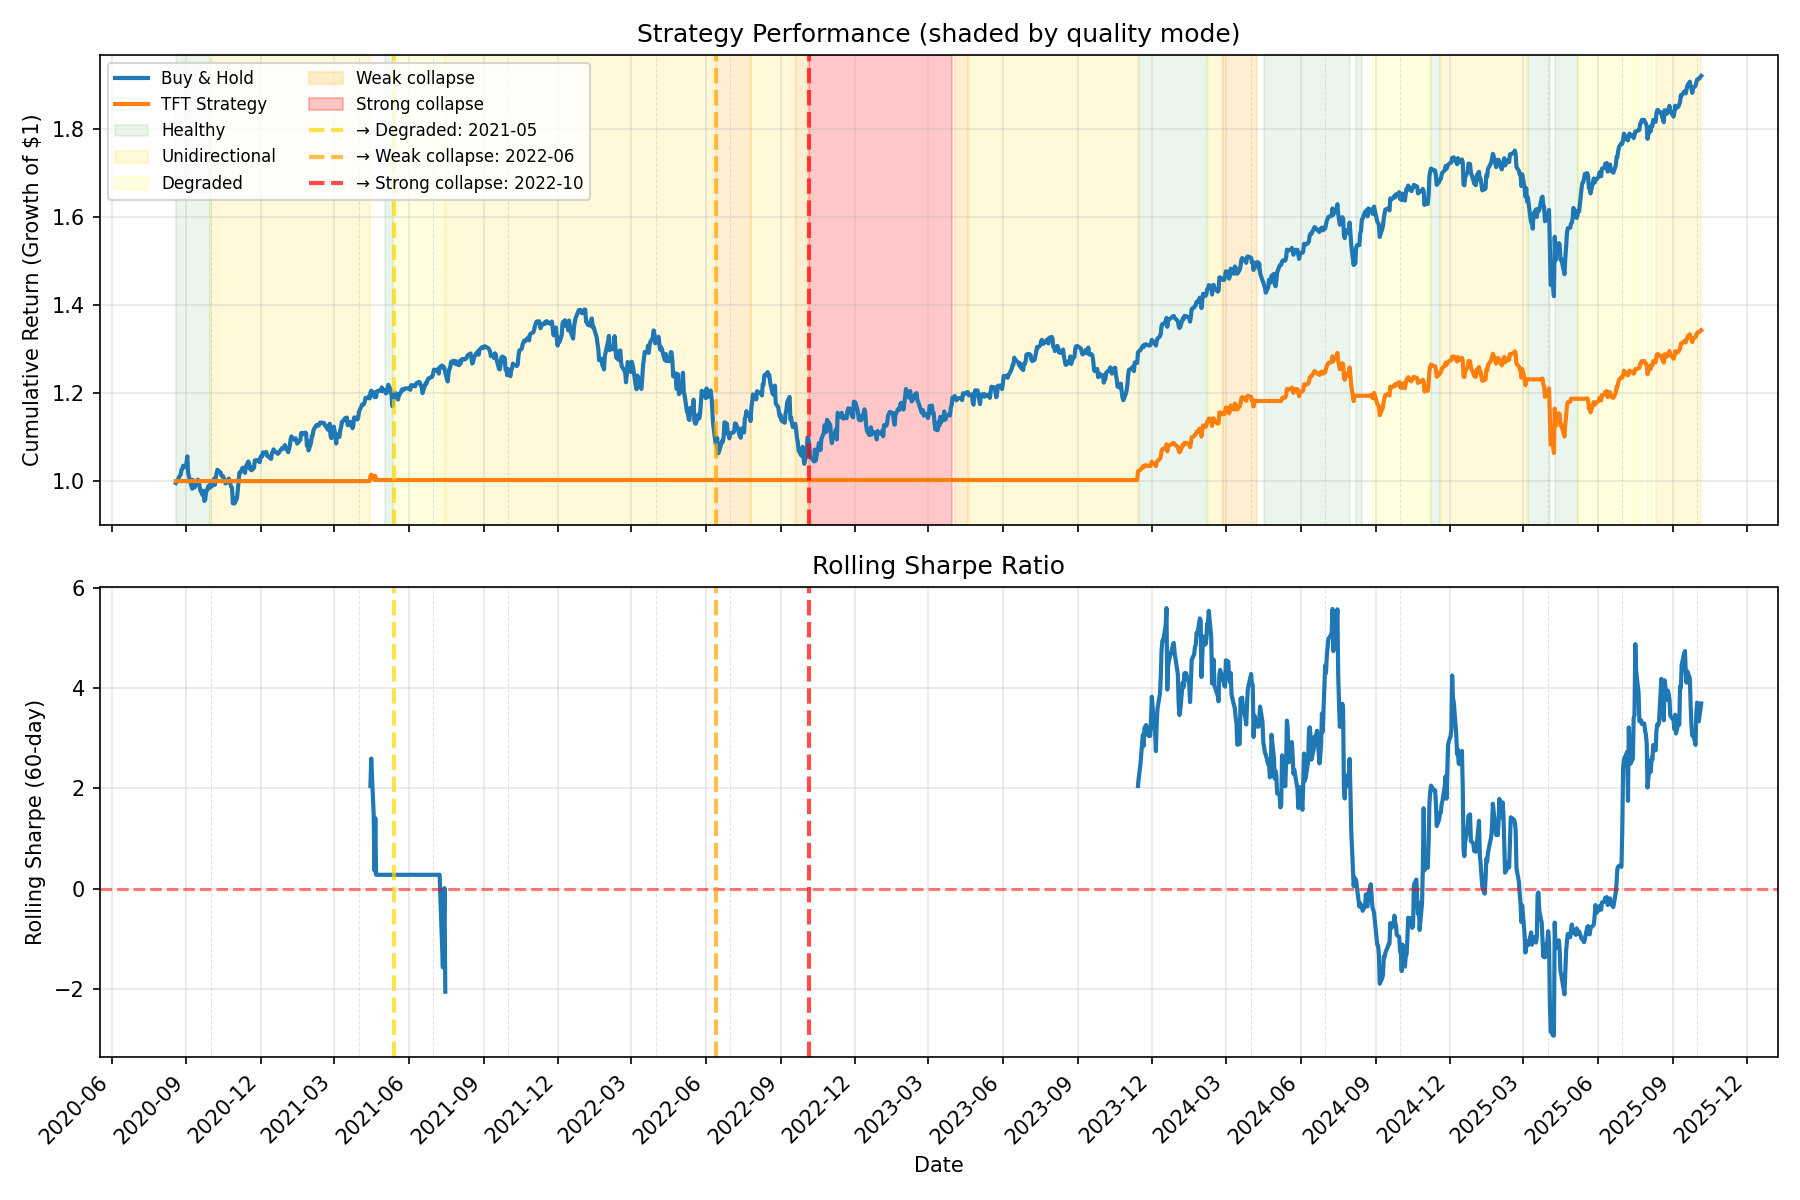 Strategy Performance (shaded by quality mode)
Cumulative Return (Growth of $1)
1.8
1.6
1.4
1.2
1.0
Buy & Hold
TFT Strategy
Healthy
Unidirectional
Degraded
Weak collapse
Strong collapse
→ Degraded: 2021-05
→ Weak collapse: 2022-06
→ Strong collapse: 2022-10
Rolling Sharpe Ratio
Rolling Sharpe (60-day)
6
4
2
0
−2
2020-06
2020-09
2020-12
2021-03
2021-06
2021-09
2021-12
2022-03
2022-06
2022-09
2022-12
2023-03
2023-06
2023-09
2023-12
2024-03
2024-06
2024-09
2024-12
2025-03
2025-06
2025-09
2025-12
Date